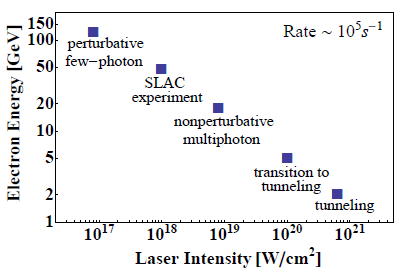 Electron Energy [GeV]
150
100
50
20
10
5
2
1
Rate ~ 10⁵s⁻¹
perturbative
few−photon
SLAC
experiment
nonperturbative
multiphoton
transition to
tunneling
tunneling
10¹⁷
10¹⁸
10¹⁹
10²⁰
10²¹
Laser Intensity [W/cm²]